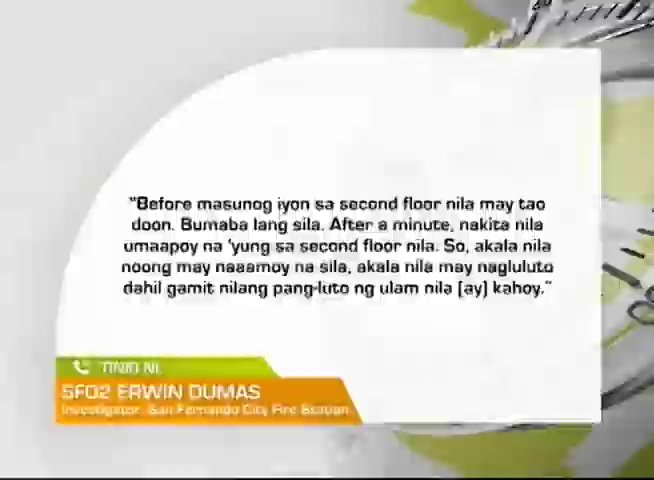 "Before masunog iyon sa second floor nila may tao
doon. Bumaba lang sila. After a minute, nakita nila
umaapoy na 'yung sa second floor nila. So, akala nila
noong may naaamoy na sila, akala nila may nagluluto
dahil gamit nilang pang-luto ng ulam nila (ay) kahoy."
TINIG NI
SFO2 ERWIN DUMAS
Investigator, San Fernando City Fire Station